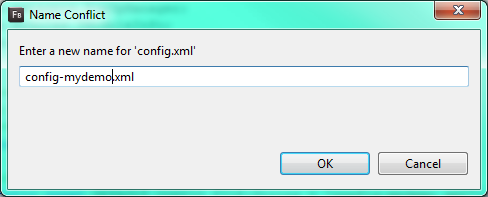 FB Name Conflict
Enter a new name for 'config.xml'
config-mydemo.xml
OK Cancel